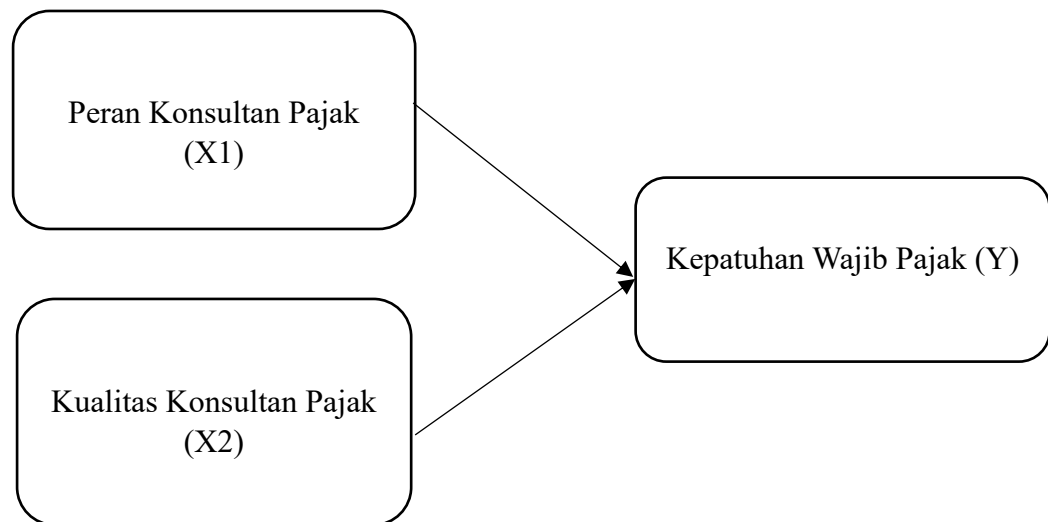 Peran Konsultan Pajak
(X1)
Kepatuhan Wajib Pajak (Y)
Kualitas Konsultan Pajak
(X2)